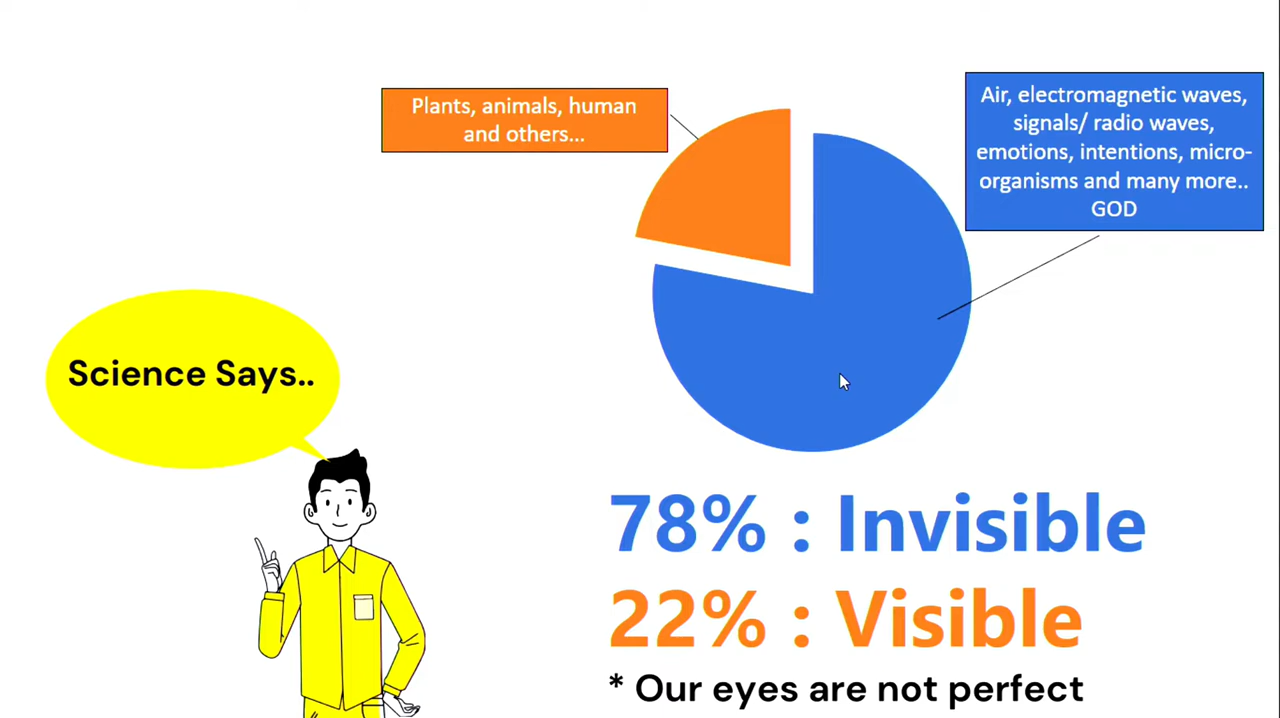 Plants, animals, human
and others...
Air, electromagnetic waves,
signals/ radio waves,
emotions, intentions, micro-
organisms and many more..
GOD
Science Says..
78% : Invisible
22% : Visible
* Our eyes are not perfect